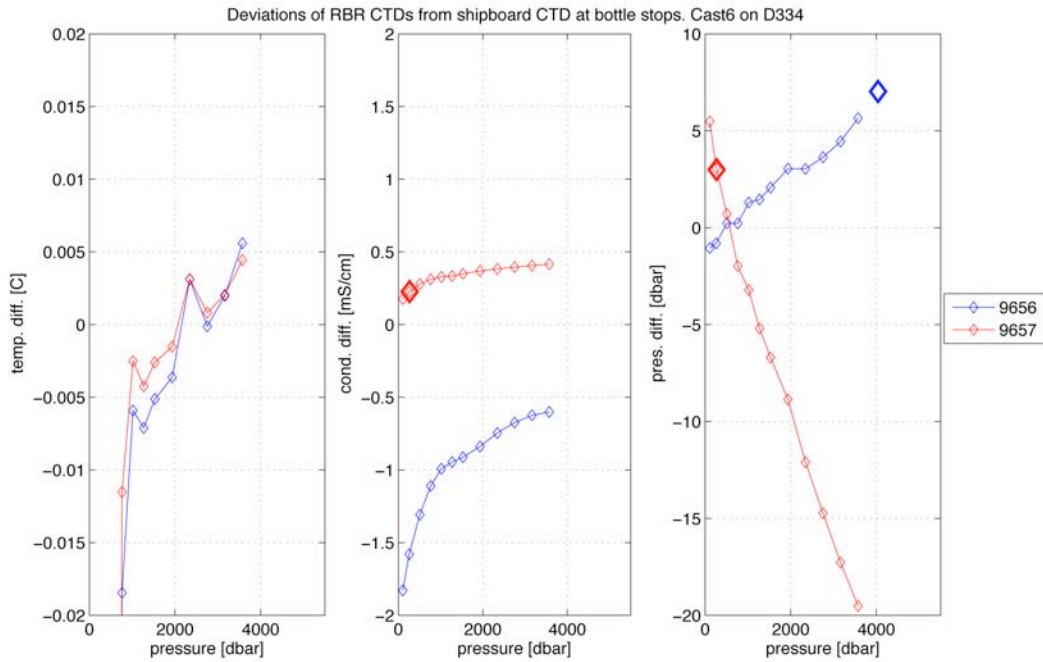 Deviations of RBR CTDs from shipboard CTD at bottle stops. Cast6 on D334
temp. diff. [C]
0.02
0.015
0.01
0.005
0
−0.005
−0.01
−0.015
−0.02
0 2000 4000
pressure [dbar]
cond. diff. [mS/cm]
2
1.5
1
0.5
0
−0.5
−1
−1.5
−2
0 2000 4000
pressure [dbar]
pres. diff. [dbar]
10
5
0
−5
−10
−15
−20
0 2000 4000
pressure [dbar]
9656
9657